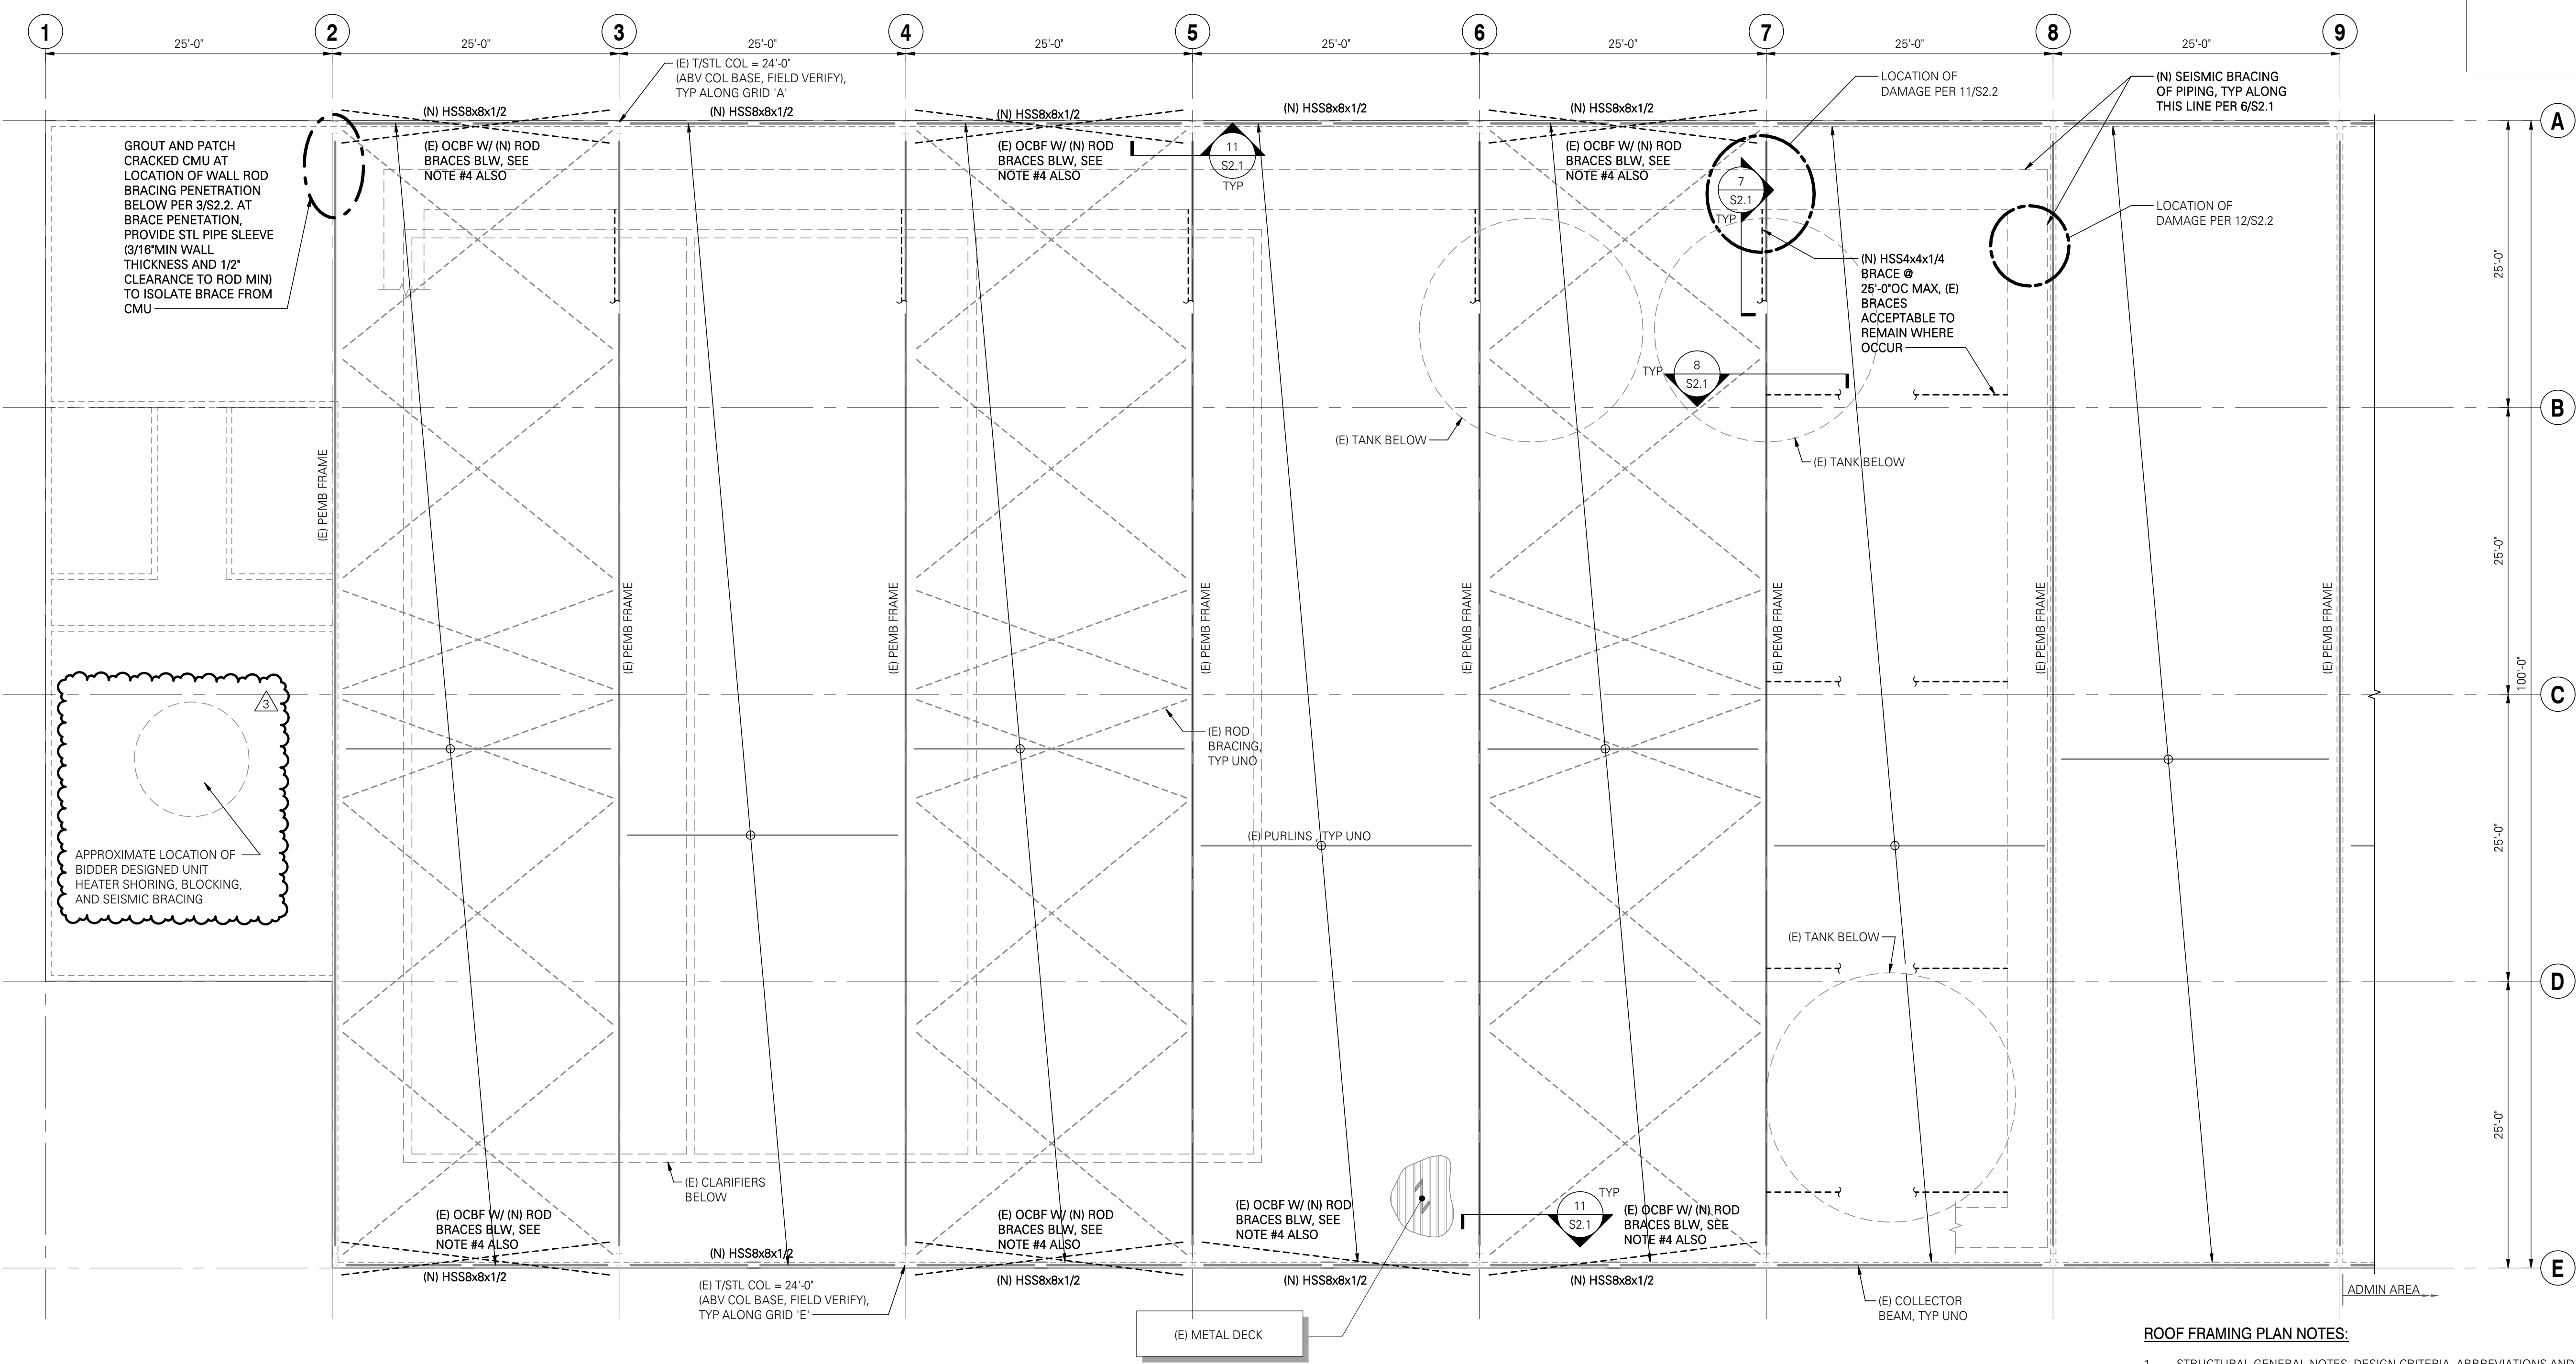 1 2 3 4 5 6 7 8 9
25'-0" 25'-0" 25'-0" 25'-0" 25'-0" 25'-0" 25'-0" 25'-0"
(E) T/STL COL = 24'-0"
(ABV COL BASE, FIELD VERIFY),
TYP ALONG GRID 'A'
LOCATION OF
DAMAGE PER 11/S2.2
(N) SEISMIC BRACING
OF PIPING, TYP ALONG
THIS LINE PER 6/S2.1
(N) HSS8x8x1/2
(N) HSS8x8x1/2
(N) HSS8x8x1/2
(N) HSS8x8x1/2
(N) HSS8x8x1/2
A
GROUT AND PATCH
CRACKED CMU AT
LOCATION OF WALL ROD
BRACING PENETRATION
BELOW PER 3/S2.2. AT
BRACE PENETATION,
PROVIDE STL PIPE SLEEVE
(3/16"MIN WALL
THICKNESS AND 1/2"
CLEARANCE TO ROD MIN)
TO ISOLATE BRACE FROM
CMU
(E) OCBF W/ (N) ROD
BRACES BLW, SEE
NOTE #4 ALSO
(E) OCBF W/ (N) ROD
BRACES BLW, SEE
NOTE #4 ALSO
11
S2.1
TYP
(E) OCBF W/ (N) ROD
BRACES BLW, SEE
NOTE #4 ALSO
7
S2.1
TYP
LOCATION OF
DAMAGE PER 12/S2.2
(N) HSS4x4x1/4
BRACE @
25'-0"OC MAX, (E)
BRACES
ACCEPTABLE TO
REMAIN WHERE
OCCUR
25'-0"
TYP
8
S2.1
B
(E) TANK BELOW
(E) TANK BELOW
(E) PEMB FRAME
25'-0"
(E) PEMB FRAME
(E) PEMB FRAME
(E) PEMB FRAME
(E) PEMB FRAME
(E) PEMB FRAME
(E) PEMB FRAME
(E) PEMB FRAME
100'-0"
3
C
(E) ROD
BRACING,
TYP UNO
APPROXIMATE LOCATION OF
BIDDER DESIGNED UNIT
HEATER SHORING, BLOCKING,
AND SEISMIC BRACING
(E) PURLINS , TYP UNO
25'-0"
(E) TANK BELOW
D
25'-0"
(E) CLARIFIERS
BELOW
(E) OCBF W/ (N) ROD
BRACES BLW, SEE
NOTE #4 ALSO
(E) OCBF W/ (N) ROD
BRACES BLW, SEE
NOTE #4 ALSO
(E) OCBF W/ (N) ROD
BRACES BLW, SEE
NOTE #4 ALSO
11
S2.1
TYP
(E) OCBF W/ (N) ROD
BRACES BLW, SEE
NOTE #4 ALSO
(N) HSS8x8x1/2
(N) HSS8x8x1/2
(N) HSS8x8x1/2
(N) HSS8x8x1/2
(N) HSS8x8x1/2
E
(E) T/STL COL = 24'-0"
(ABV COL BASE, FIELD VERIFY),
TYP ALONG GRID 'E'
(E) METAL DECK
(E) COLLECTOR
BEAM, TYP UNO
ADMIN AREA
ROOF FRAMING PLAN NOTES:
1. STRUCTURAL GENERAL NOTES, DESIGN CRITERIA, ABBREVIATIONS AND